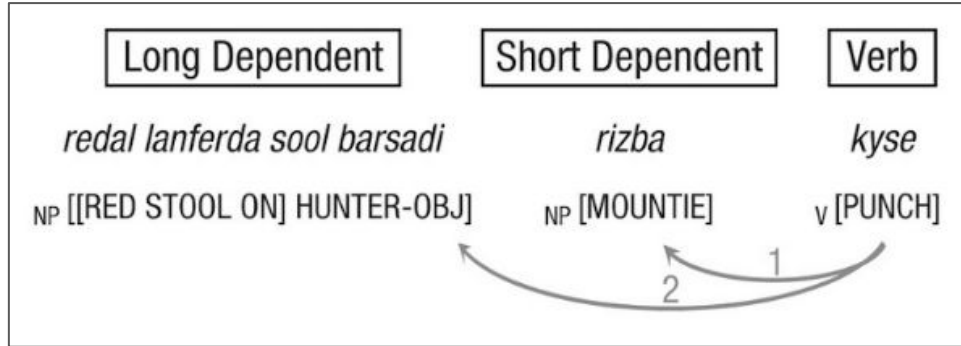 Long Dependent Short Dependent Verb
redal lanferda sool barsadi rizba kyse
NP [[RED STOOL ON] HUNTER-OBJ] NP [MOUNTIE] V [PUNCH]
1
2